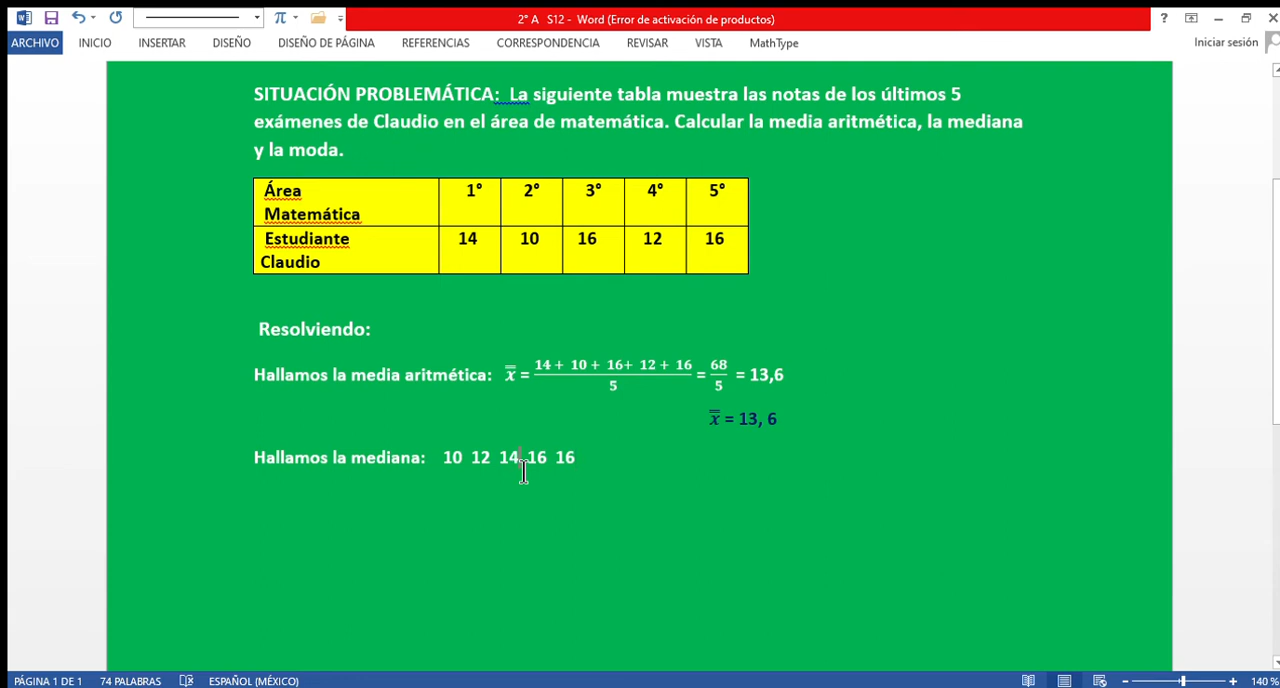 2° A S12 - Word (Error de activación de productos)
ARCHIVO INICIO INSERTAR DISEÑO DISEÑO DE PÁGINA REFERENCIAS CORRESPONDENCIA REVISAR VISTA MathType Iniciar sesión
SITUACIÓN PROBLEMÁTICA: La siguiente tabla muestra las notas de los últimos 5
exámenes de Claudio en el área de matemática. Calcular la media aritmética, la mediana
y la moda.
Área 1° 2° 3° 4° 5°
Matemática
Estudiante 14 10 16 12 16
Claudio
Resolviendo:
Hallamos la media aritmética: x̿ = (14 + 10 + 16+ 12 + 16)/5 = 68/5 = 13,6
x̿ = 13, 6
Hallamos la mediana: 10 12 14 16 16
PÁGINA 1 DE 1 74 PALABRAS ESPAÑOL (MÉXICO) 140 %